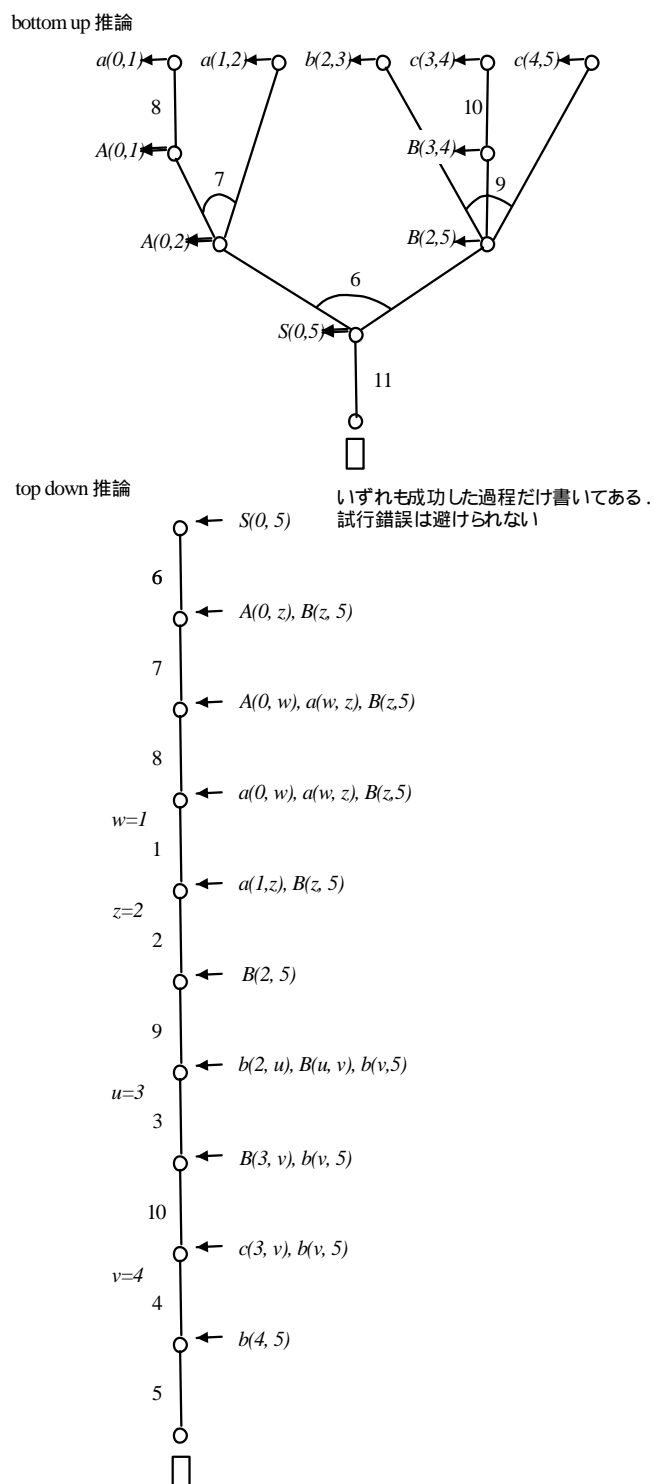 bottom up 推論
a(0,1) a(1,2) b(2,3) c(3,4) c(4,5)
8 10
A(0,1) B(3,4)
7 9
A(0,2) B(2,5)
6
S(0,5)
11
top down 推論
いずれも成功した過程だけ書いてある.
試行錯誤は避けられない
S(0, 5)
6
A(0, z), B(z, 5)
7
A(0, w), a(w, z), B(z,5)
8
a(0, w), a(w, z), B(z,5)
w=1
1
a(1,z), B(z, 5)
z=2
2
B(2, 5)
9
b(2, u), B(u, v), b(v,5)
u=3
3
B(3, v), b(v, 5)
10
c(3, v), b(v, 5)
v=4
4
b(4, 5)
5